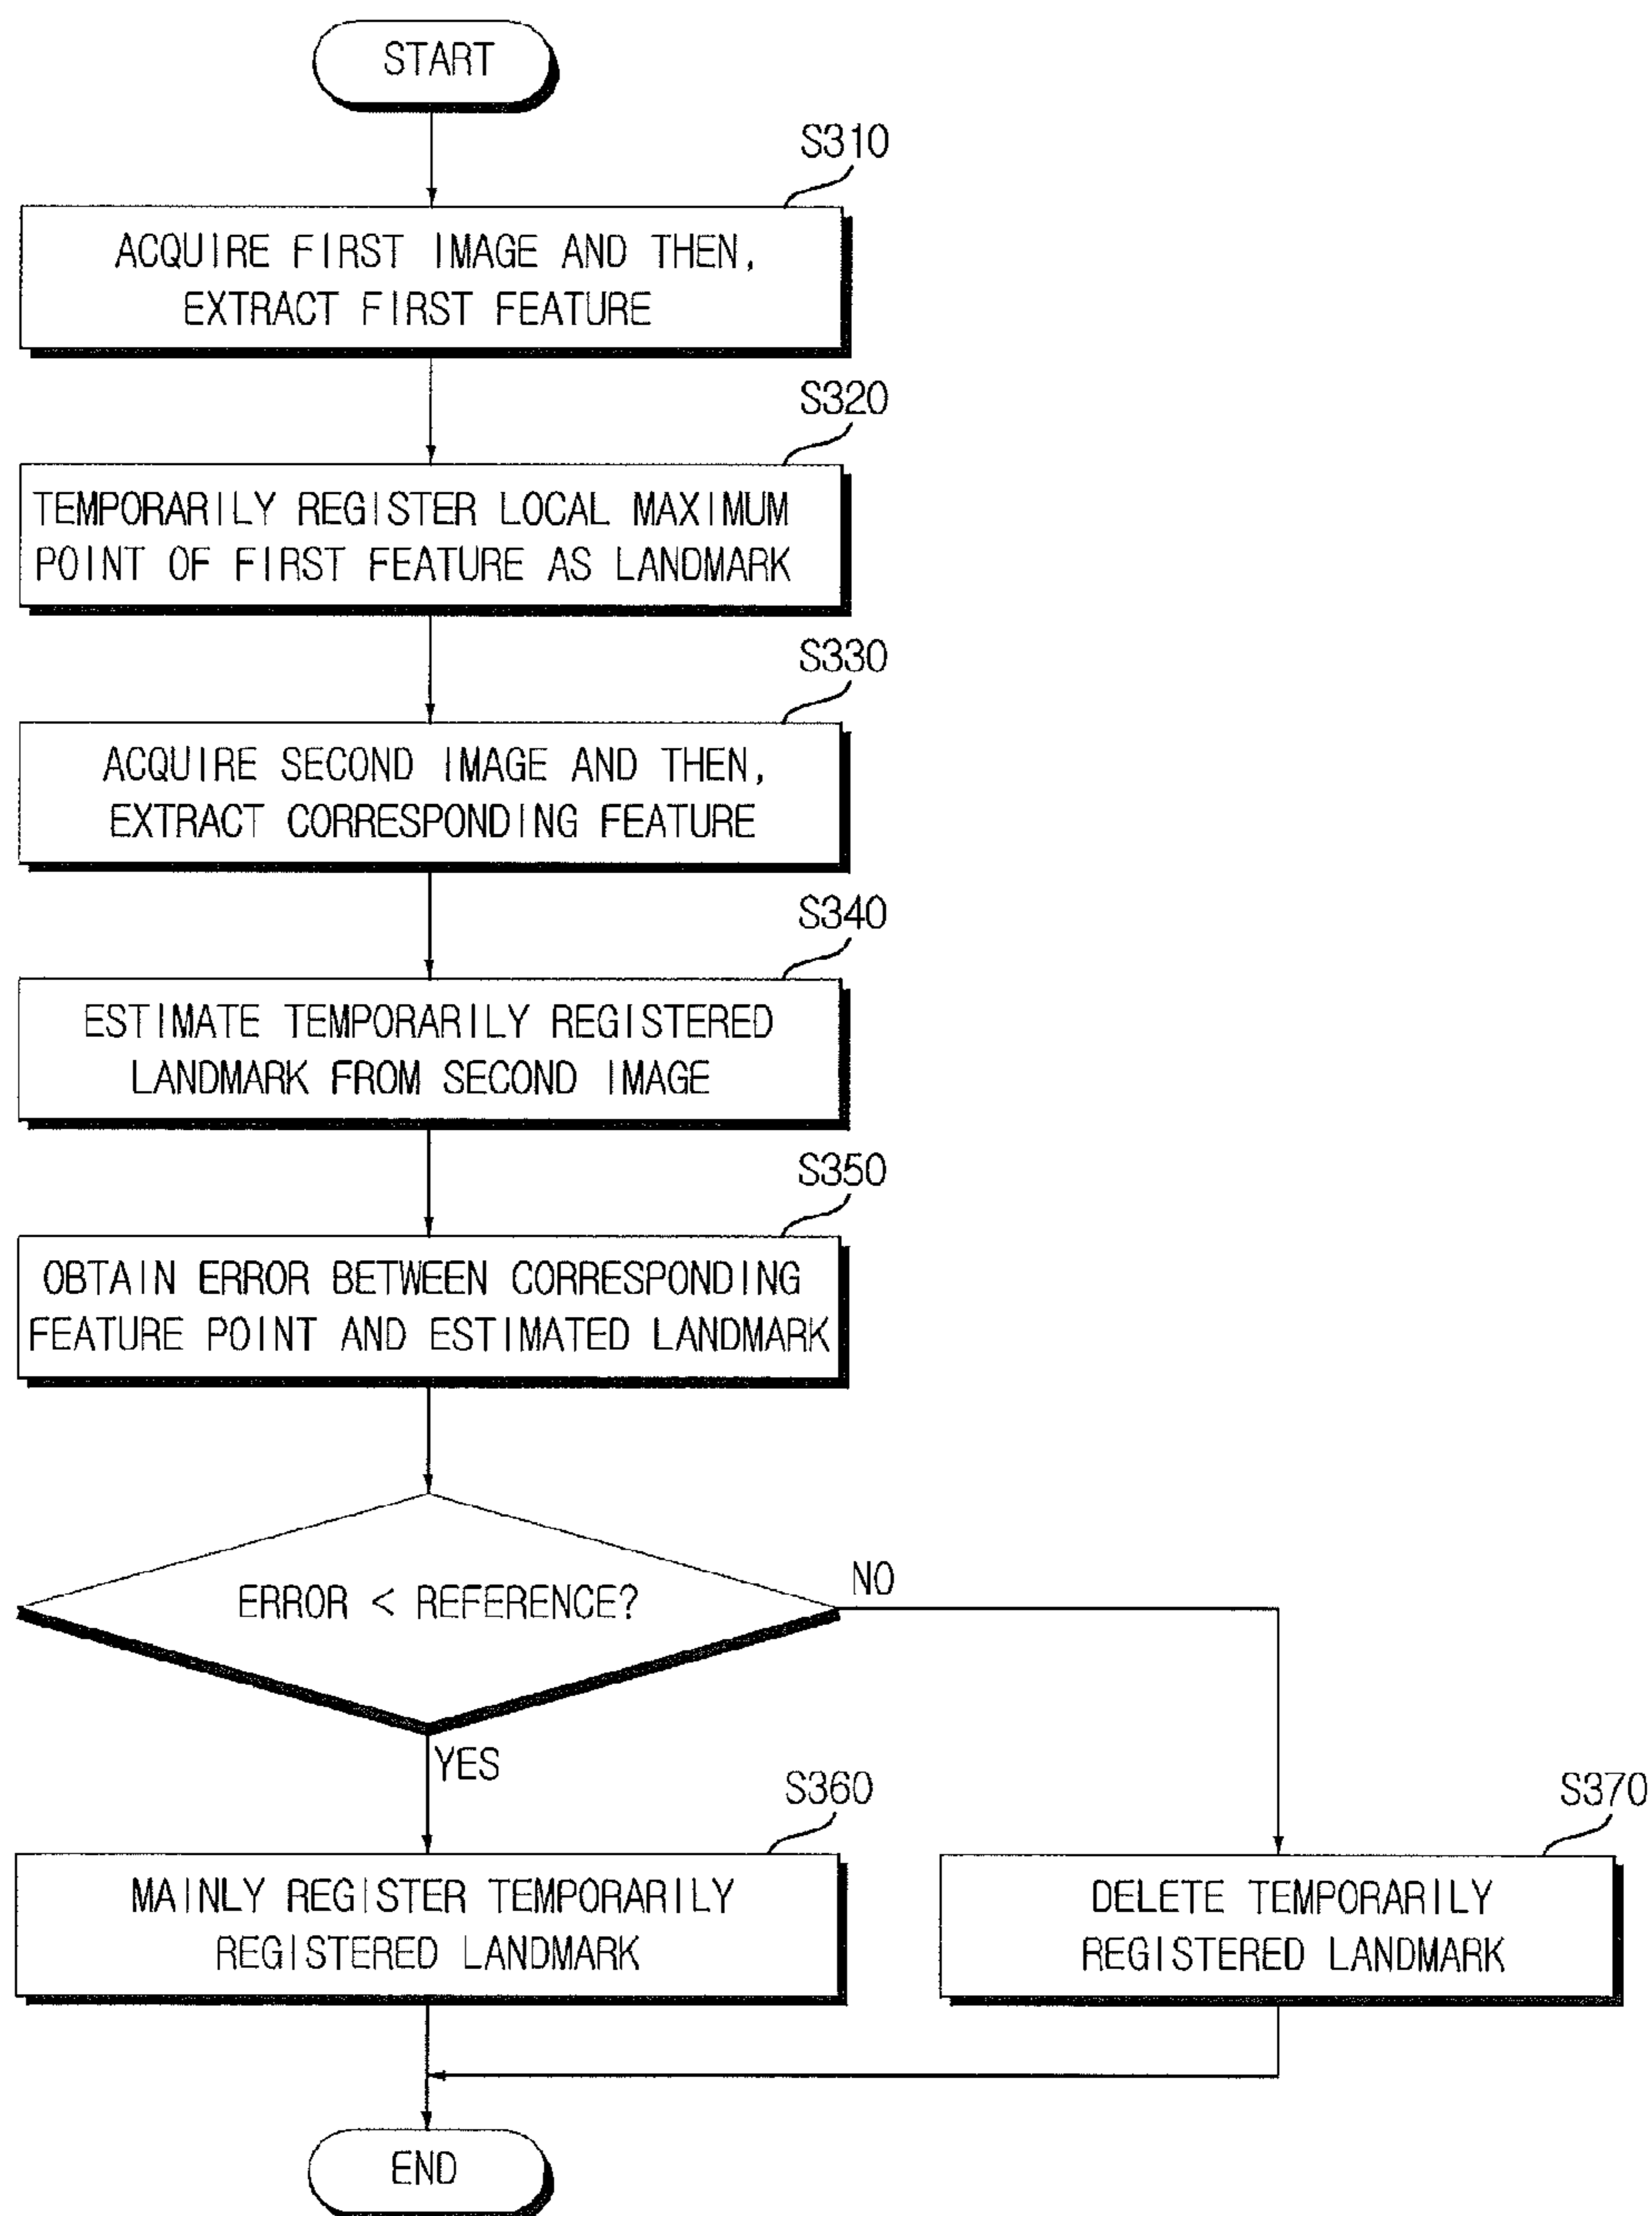 START
S310
ACQUIRE FIRST IMAGE AND THEN,
EXTRACT FIRST FEATURE
S320
TEMPORARILY REGISTER LOCAL MAXIMUM
POINT OF FIRST FEATURE AS LANDMARK
S330
ACQUIRE SECOND IMAGE AND THEN,
EXTRACT CORRESPONDING FEATURE
S340
ESTIMATE TEMPORARILY REGISTERED
LANDMARK FROM SECOND IMAGE
S350
OBTAIN ERROR BETWEEN CORRESPONDING
FEATURE POINT AND ESTIMATED LANDMARK
ERROR < REFERENCE?
NO
YES
S360
MAINLY REGISTER TEMPORARILY
REGISTERED LANDMARK
S370
DELETE TEMPORARILY
REGISTERED LANDMARK
END